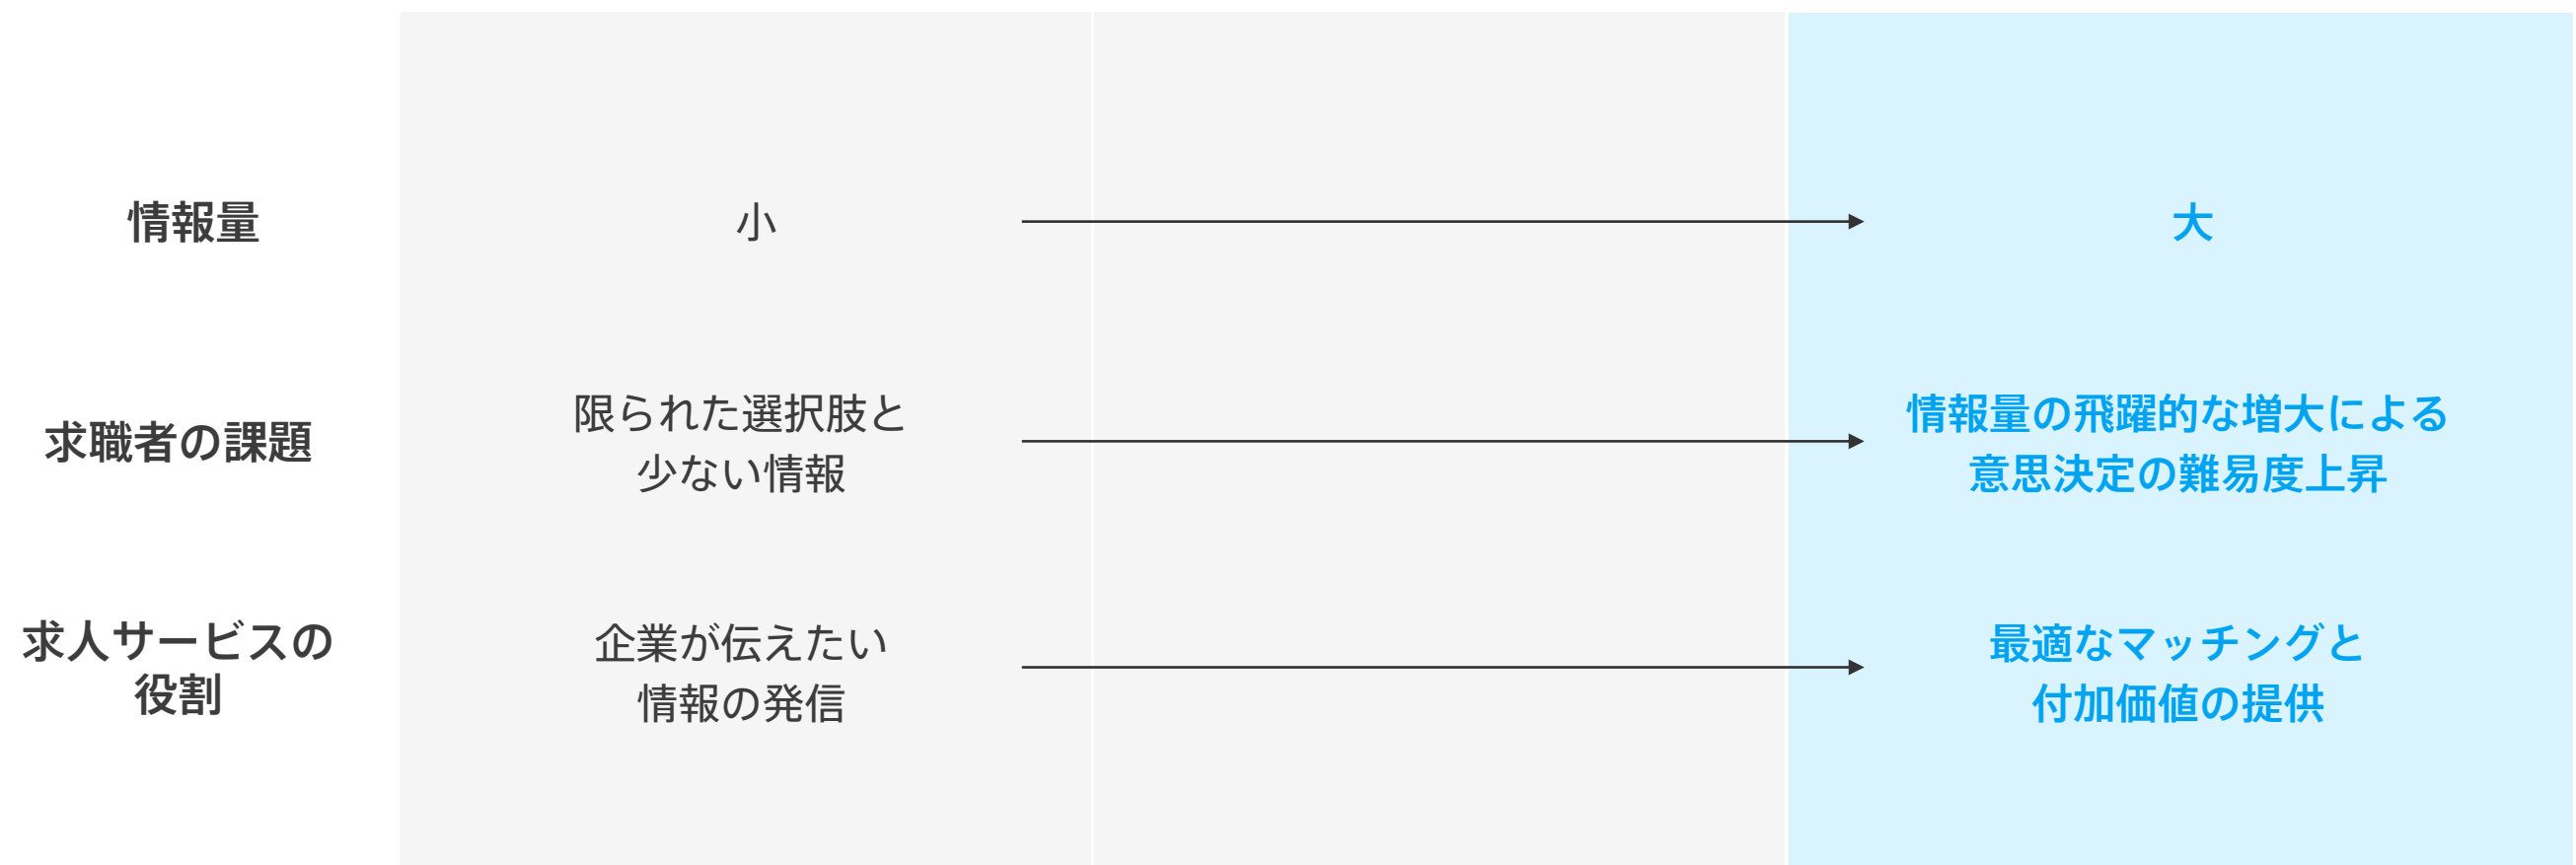 情報量
小
大
求職者の課題
限られた選択肢と
少ない情報
情報量の飛躍的な増大による
意思決定の難易度上昇
求人サービスの
役割
企業が伝えたい
情報の発信
最適なマッチングと
付加価値の提供